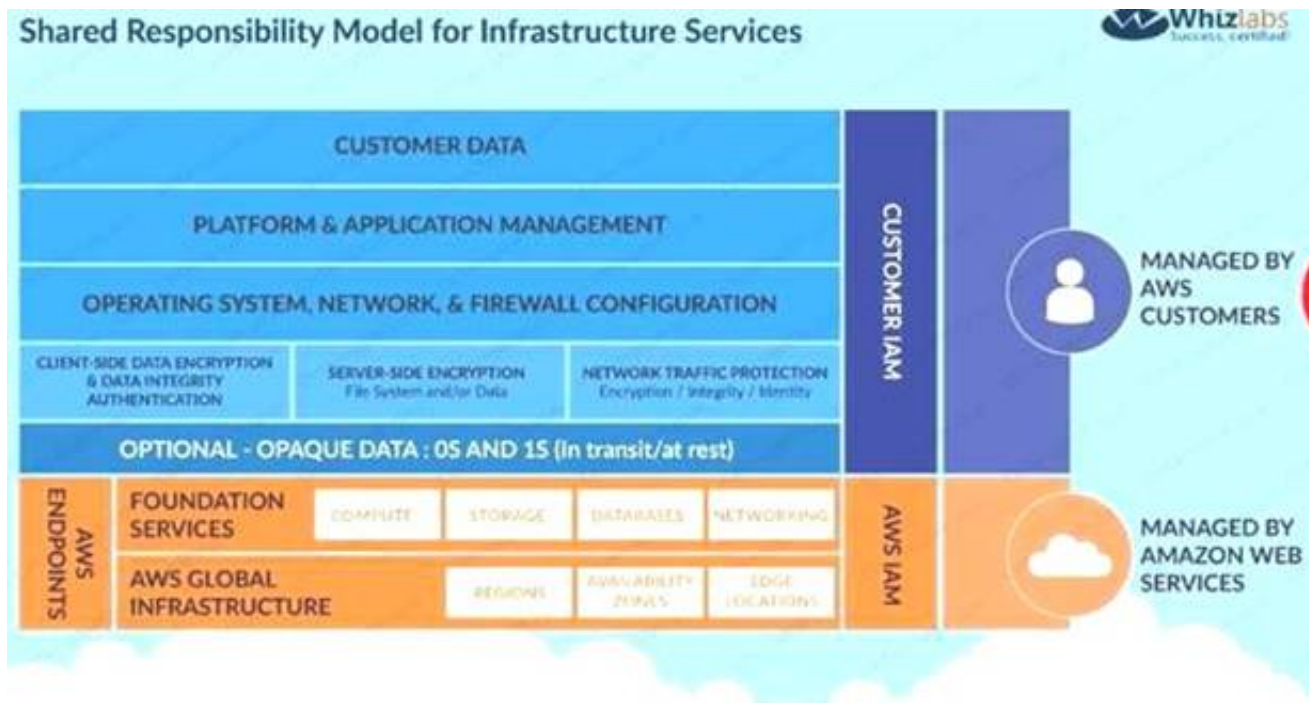 Shared Responsibility Model for Infrastructure Services
Whizlabs
Success, certified!
CUSTOMER DATA
PLATFORM & APPLICATION MANAGEMENT
OPERATING SYSTEM, NETWORK, & FIREWALL CONFIGURATION
CLIENT-SIDE DATA ENCRYPTION
& DATA INTEGRITY
AUTHENTICATION
SERVER-SIDE ENCRYPTION
File System and/or Data
NETWORK TRAFFIC PROTECTION
Encryption / Integrity / Identity
OPTIONAL - OPAQUE DATA : 0S AND 1S (in transit/at rest)
CUSTOMER IAM
MANAGED BY
AWS
CUSTOMERS
AWS
ENDPOINTS
FOUNDATION
SERVICES
COMPUTE
STORAGE
DATABASES
NETWORKING
AWS GLOBAL
INFRASTRUCTURE
REGIONS
AVAILABILITY
ZONES
EDGE
LOCATIONS
AWS IAM
MANAGED BY
AMAZON WEB
SERVICES